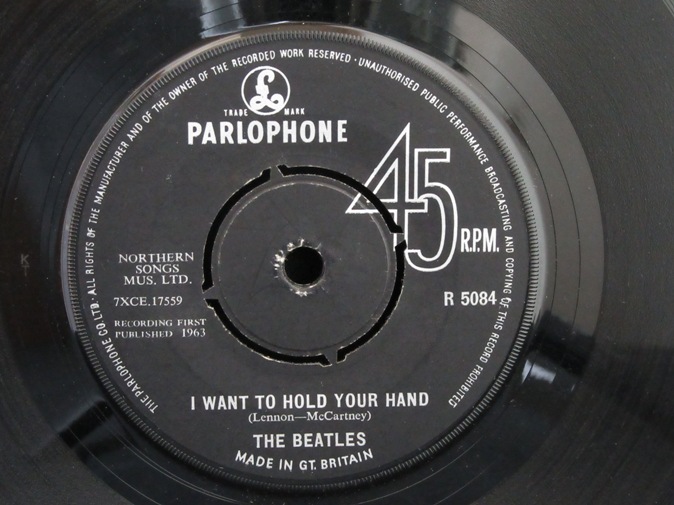 ALL RIGHTS OF THE MANUFACTURER AND OF THE OWNER OF THE RECORDED WORK RESERVED · UNAUTHORISED PUBLIC PERFORMANCE BROADCASTING AND COPYING OF THIS RECORD PROHIBITED
THE PARLOPHONE CO. LTD.
£
TRADE MARK
PARLOPHONE
45
R.P.M.
NORTHERN
SONGS
MUS. LTD.
7XCE.17559
R 5084
RECORDING FIRST
PUBLISHED 1963
I WANT TO HOLD YOUR HAND
(Lennon—McCartney)
THE BEATLES
MADE IN GT. BRITAIN